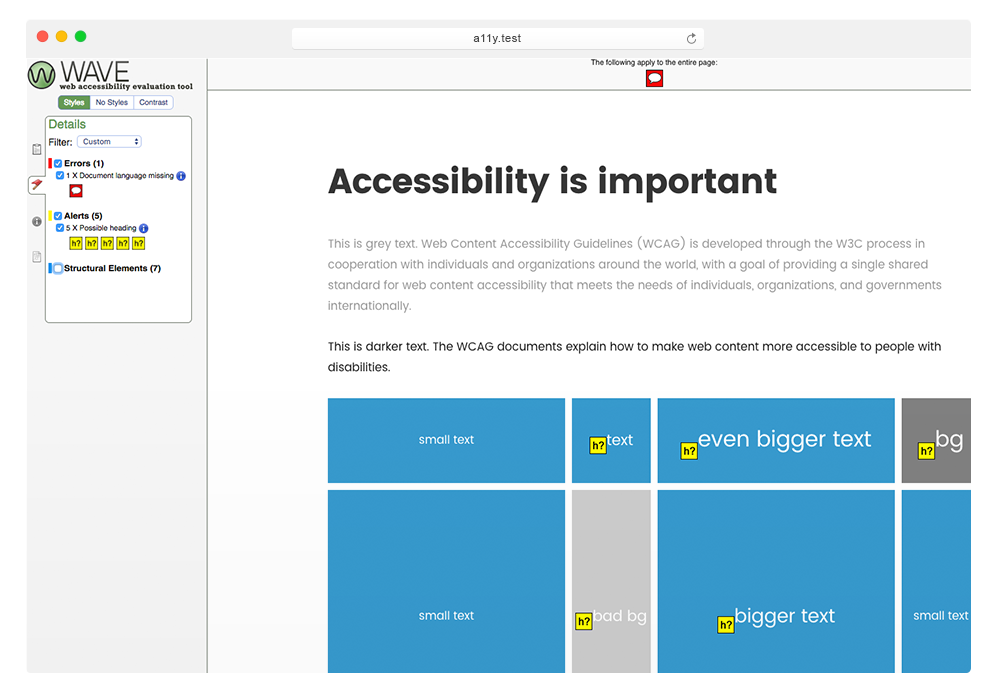 a11y.test
WAVE
web accessibility evaluation tool
Styles No Styles Contrast
The following apply to the entire page:
Details
Filter: Custom
Errors (1)
1 X Document language missing
Alerts (5)
5 X Possible heading
h? h? h? h? h?
Structural Elements (7)
Accessibility is important
This is grey text. Web Content Accessibility Guidelines (WCAG) is developed through the W3C process in
cooperation with individuals and organizations around the world, with a goal of providing a single shared
standard for web content accessibility that meets the needs of individuals, organizations, and governments
internationally.
This is darker text. The WCAG documents explain how to make web content more accessible to people with
disabilities.
small text
h? text
h? even bigger text
h? bg
small text
h? bad bg
h? bigger text
small text